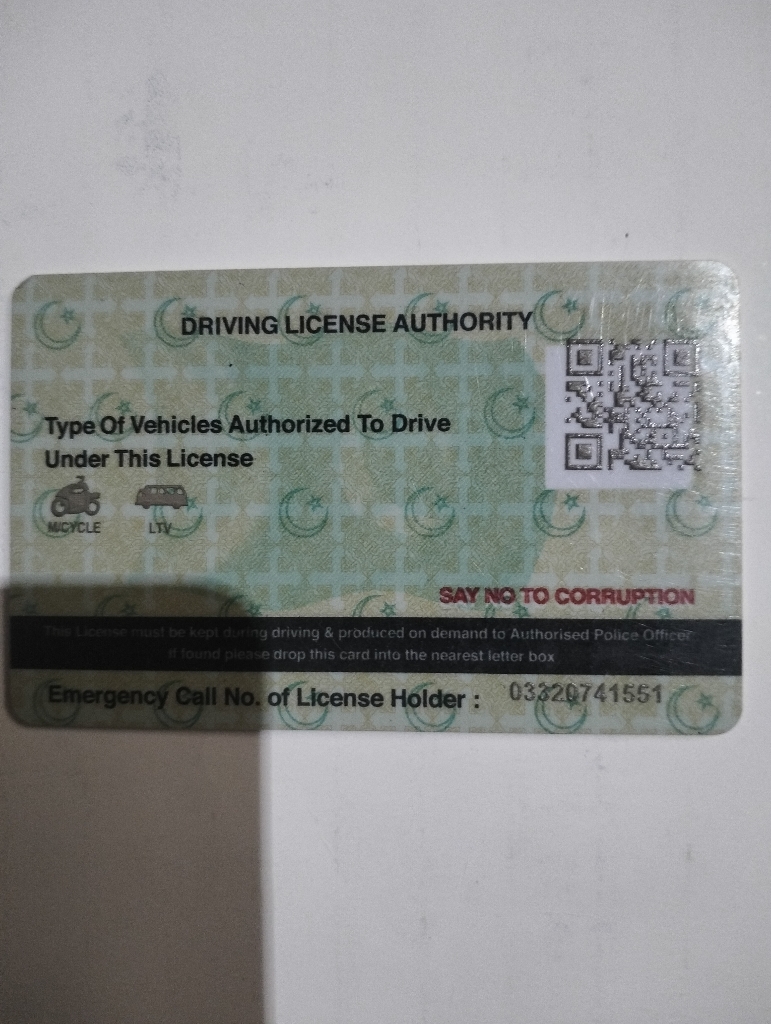 DRIVING LICENSE AUTHORITY
Type Of Vehicles Authorized To Drive
Under This License
M/CYCLE LTV
SAY NO TO CORRUPTION
This License must be kept during driving & produced on demand to Authorised Police Officer
If found please drop this card into the nearest letter box
Emergency Call No. of License Holder : 03320741551